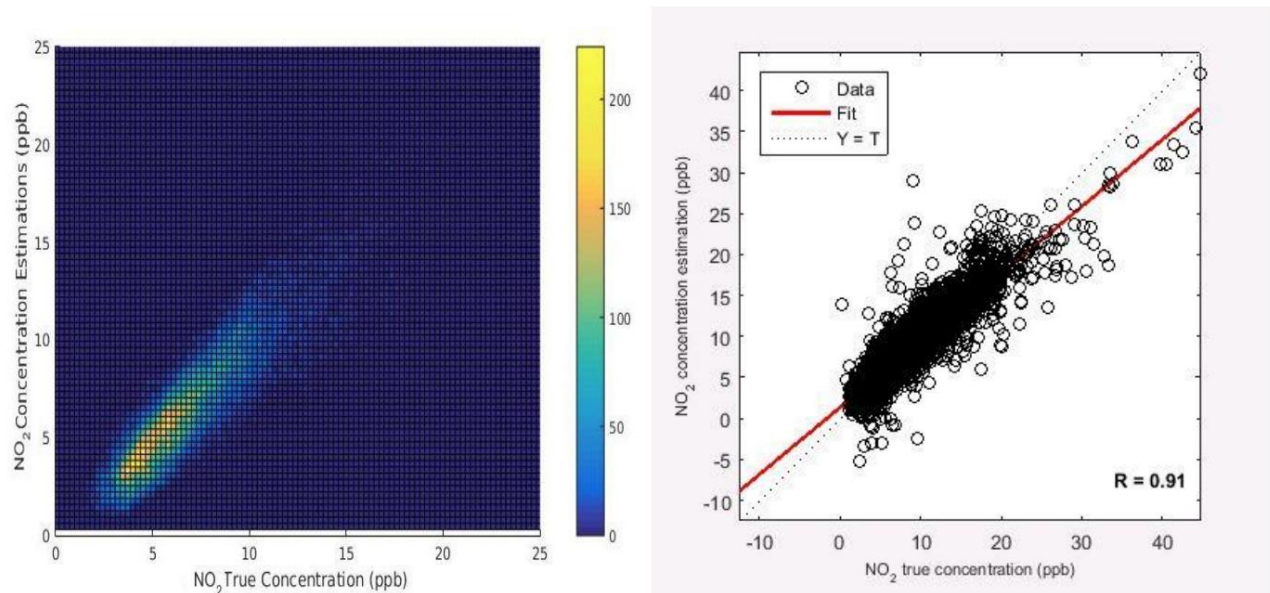 25
20
15
10
5
0
NO₂ Concentration Estimations (ppb)
0 5 10 15 20 25
NO₂ True Concentration (ppb)
200
150
100
50
0
Data
Fit
Y = T
40
35
30
25
20
15
10
5
0
-5
-10
NO₂ concentration estimation (ppb)
R = 0.91
-10 0 10 20 30 40
NO₂ true concentration (ppb)